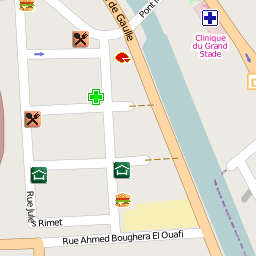 de Gaulle
Pont
Clinique
du Grand
Stade
D
Rue Jules
Rimet
Rue Ahmed Boughera El Ouafi